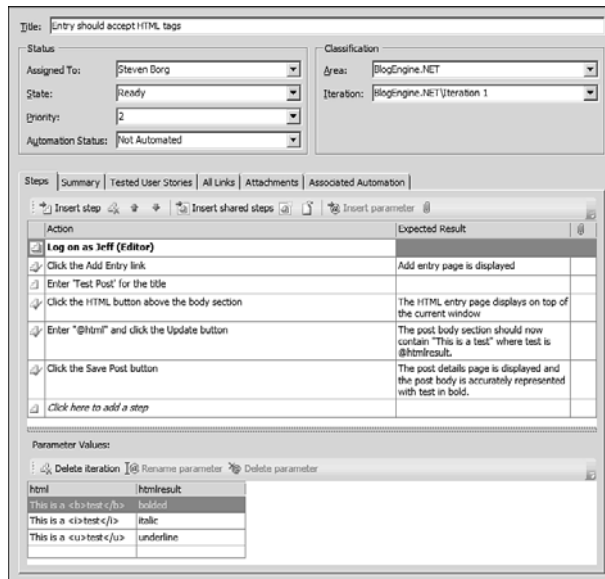 Title: Entry should accept HTML tags
Status
Classification
Assigned To: Steven Borg
Area: BlogEngine.NET
State: Ready
Iteration: BlogEngine.NET\Iteration 1
Priority: 2
Automation Status: Not Automated
Steps Summary Tested User Stories All Links Attachments Associated Automation
Insert step Insert shared steps Insert parameter
Action Expected Result
Log on as Jeff (Editor)
Click the Add Entry link Add entry page is displayed
Enter 'Test Post' for the title
Click the HTML button above the body section The HTML entry page displays on top of
the current window
Enter "@html" and click the Update button The post body section should now
contain "This is a test" where test is
@htmlresult.
Click the Save Post button The post details page is displayed and
the post body is accurately represented
with test in bold.
Click here to add a step
Parameter Values:
Delete iteration Rename parameter Delete parameter
html htmlresult
This is a <b>test</b> bolded
This is a <i>test</i> italic
This is a <u>test</u> underline